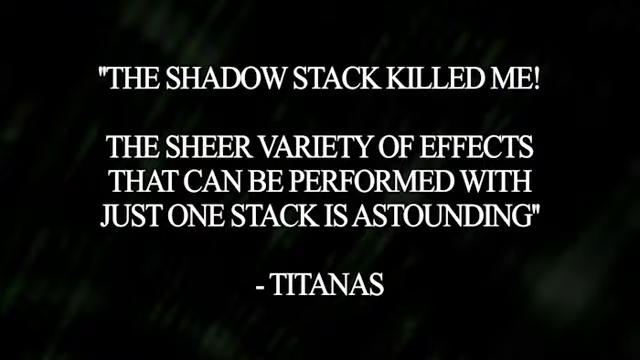 "THE SHADOW STACK KILLED ME!
THE SHEER VARIETY OF EFFECTS
THAT CAN BE PERFORMED WITH
JUST ONE STACK IS ASTOUNDING"
- TITANAS